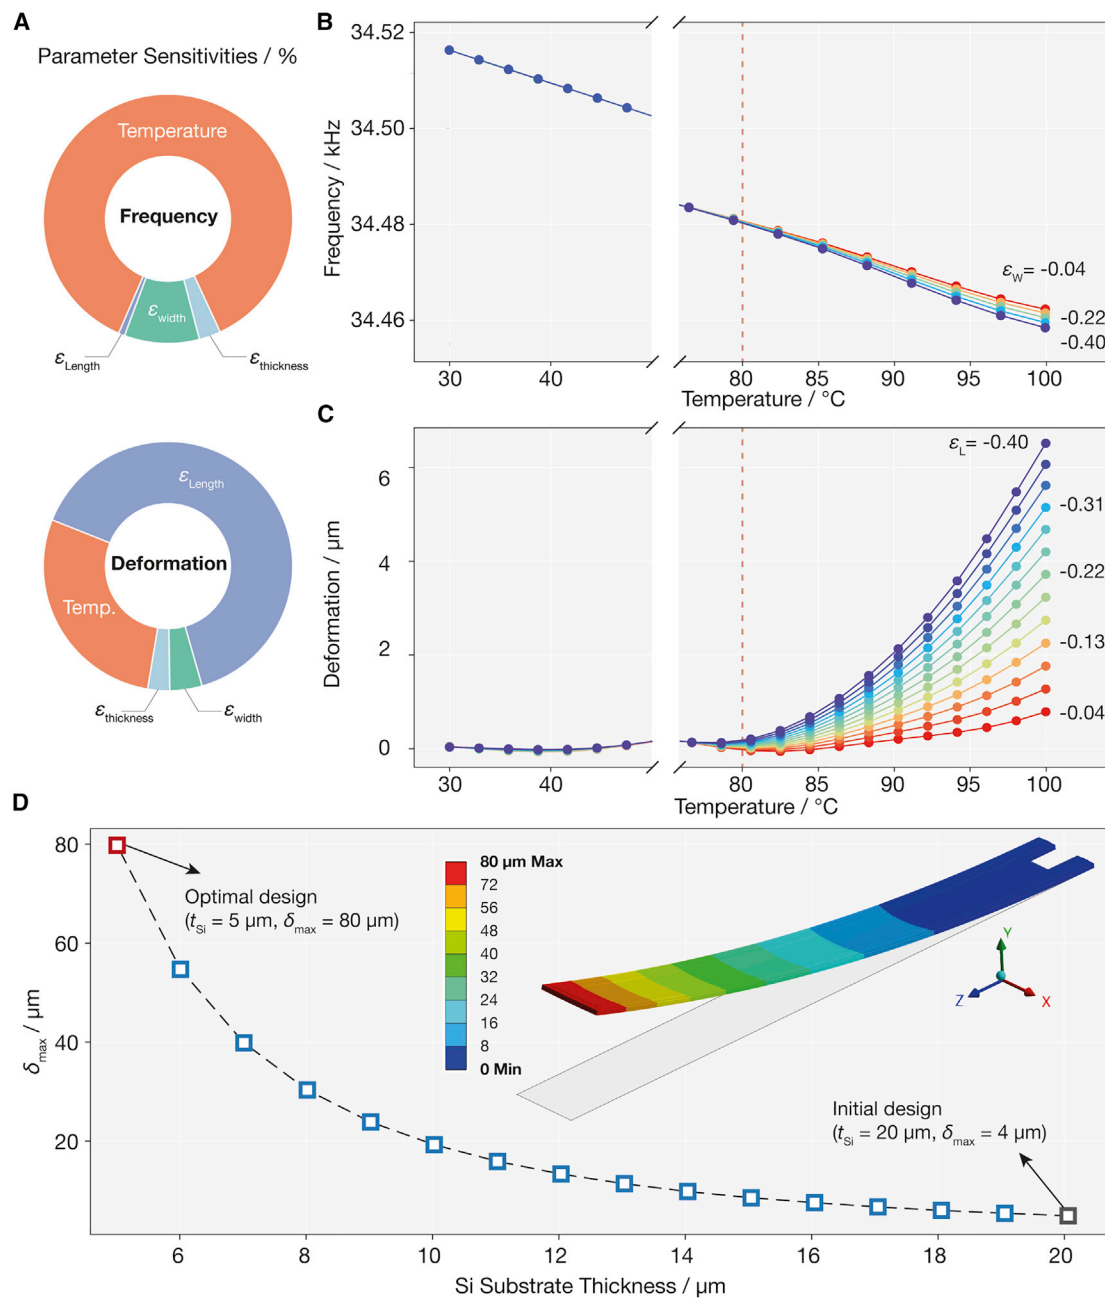 A
Parameter Sensitivities / %
Temperature
Frequency
εwidth
εLength
εthickness
εLength
Deformation
Temp.
εthickness
εwidth
B
34.52
34.50
34.48
34.46
Frequency / kHz
εW= -0.04
-0.22
-0.40
30
40
80
85
90
95
100
Temperature / °C
C
6
4
2
0
Deformation / µm
εL= -0.40
-0.31
-0.22
-0.13
-0.04
30
40
80
85
90
95
100
Temperature / °C
D
80
60
40
20
δmax / µm
Optimal design
(tSi = 5 µm, δmax = 80 µm)
80 µm Max
72
56
48
40
32
24
16
8
0 Min
Y
Z
X
Initial design
(tSi = 20 µm, δmax = 4 µm)
6
8
10
12
14
16
18
20
Si Substrate Thickness / µm